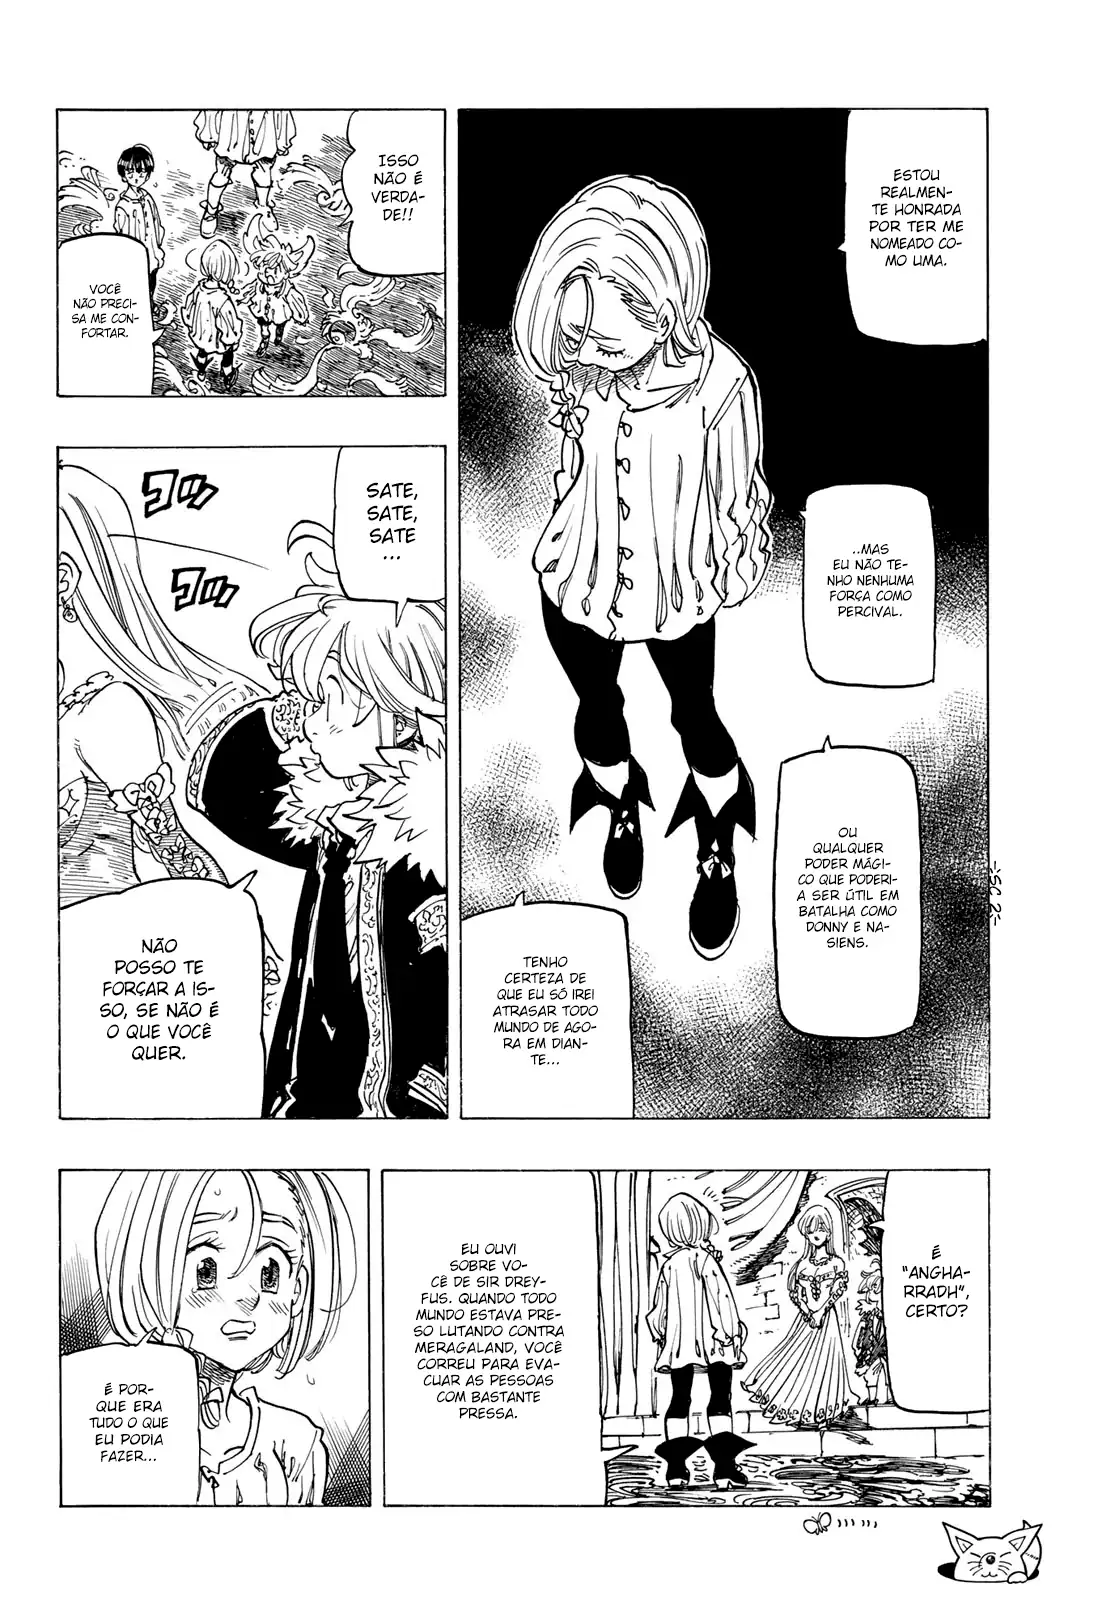 ESTOU
REALMEN-
TE HONRADA
POR TER ME
NOMEADO CO-
MO UMA.
..MAS
EU NÃO TE-
NHO NENHUMA
FORÇA COMO
PERCIVAL.
OU
QUALQUER
PODER MÁGI-
CO QUE PODERI-
A SER ÚTIL EM
BATALHA COMO
DONNY E NA-
SIENS.
TENHO
CERTEZA DE
QUE EU SÓ IREI
ATRASAR TODO
MUNDO DE AGO-
RA EM DIAN-
TE...
ISSO
NÃO É
VERDA-
DE!!
VOCÊ
NÃO PRECI-
SA ME CON-
FORTAR.
SATE,
SATE,
SATE
...
コツ
コツ
NÃO
POSSO TE
FORÇAR A IS-
SO, SE NÃO É
O QUE VOCÊ
QUER.
É
"ANGHA-
RRADH",
CERTO?
EU OUVI
SOBRE VO-
CÊ DE SIR DREY-
FUS. QUANDO TODO
MUNDO ESTAVA PRE-
SO LUTANDO CONTRA
MERAGALAND, VOCÊ
CORREU PARA EVA-
CUAR AS PESSOAS
COM BASTANTE
PRESSA.
É POR-
QUE ERA
TUDO O QUE
EU PODIA
FAZER...